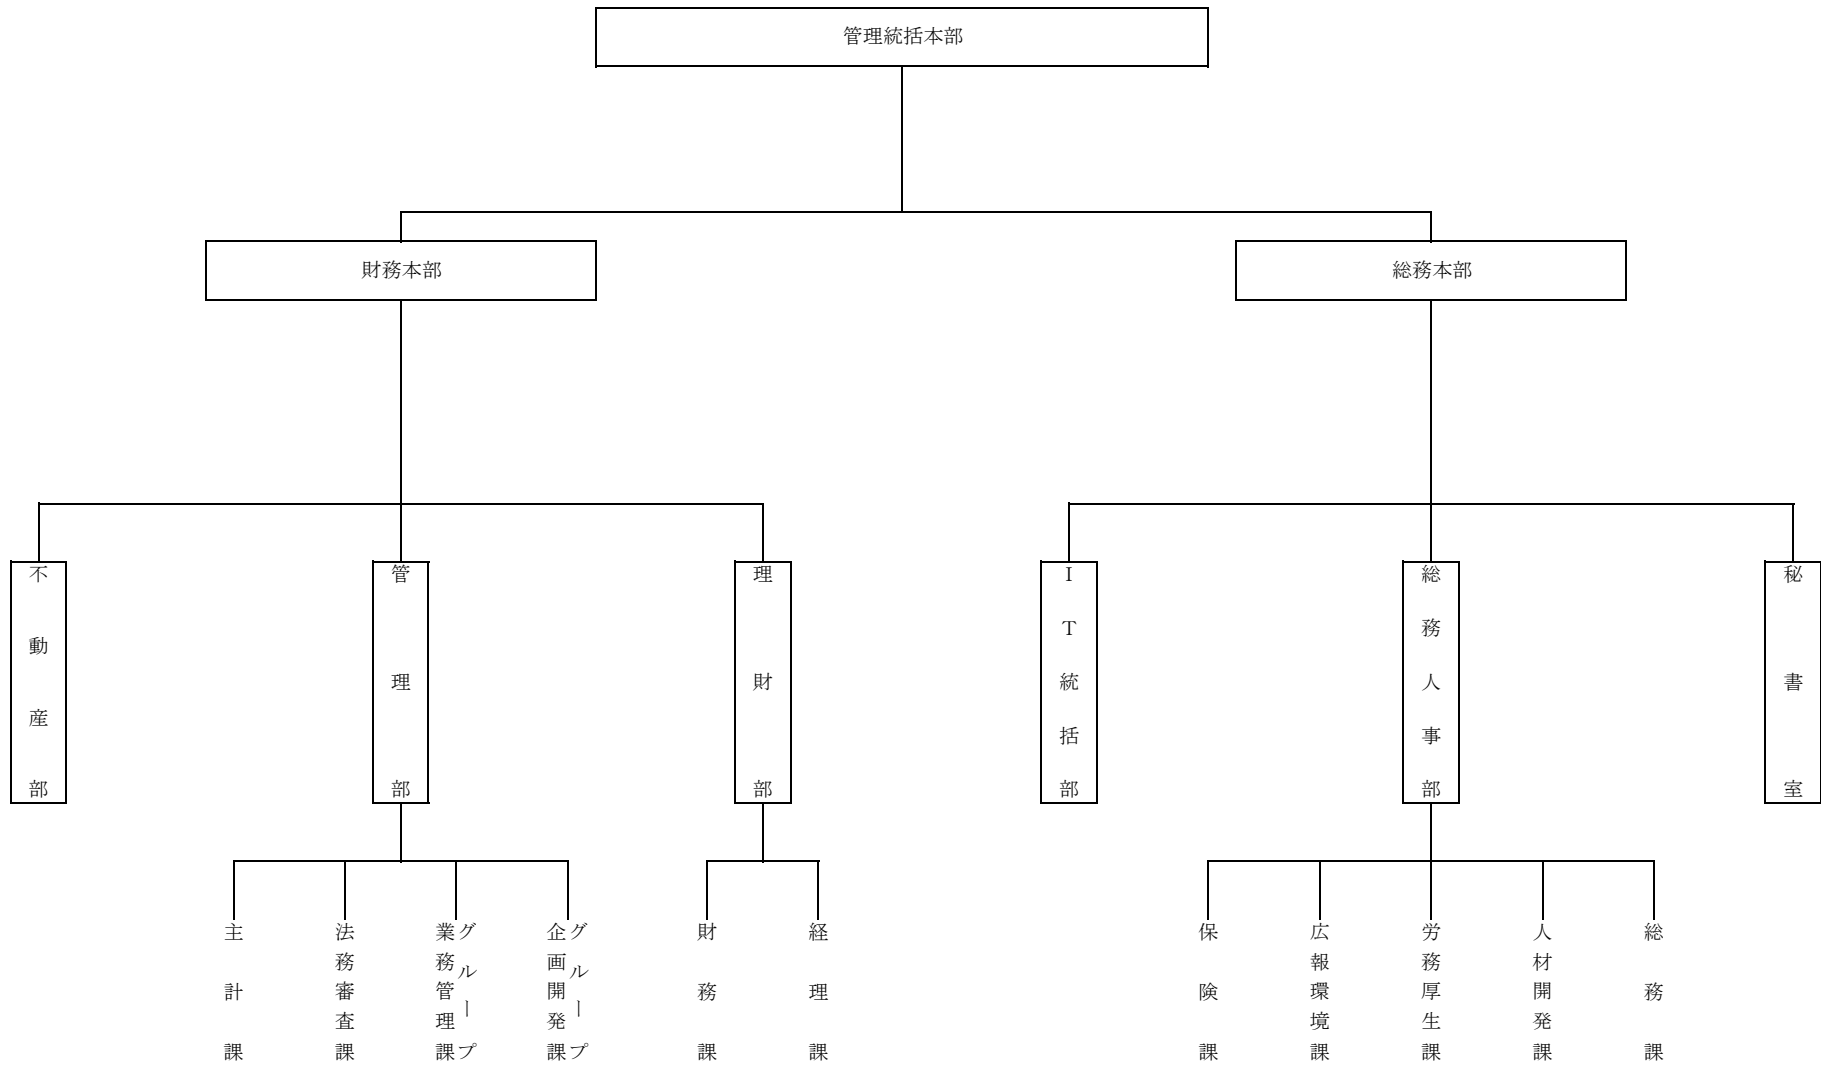 管理統括本部
財務本部
総務本部
不動産部
管理部
理財部
IT統括部
総務人事部
秘書室
主計課
法務審査課
グループ
業務管理課
グループ
企画開発課
財務課
経理課
保険課
広報環境課
労務厚生課
人材開発課
総務課